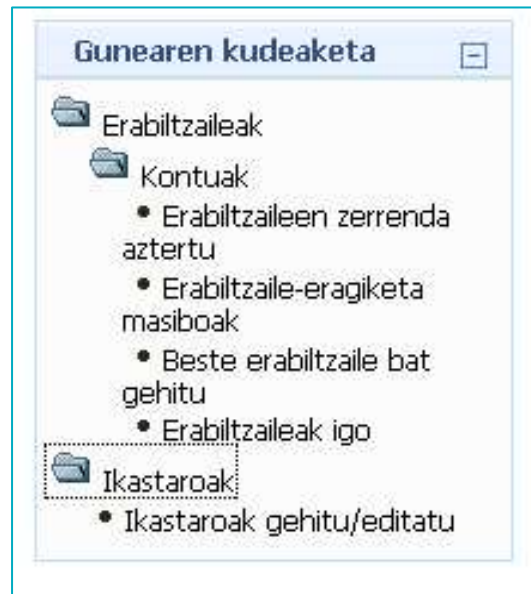 Gunearen kudeaketa
Erabiltzaileak
Kontuak
• Erabiltzaileen zerrenda
aztertu
• Erabiltzaile-eragiketa
masiboak
• Beste erabiltzaile bat
gehitu
• Erabiltzaileak igo
Ikastaroak
• Ikastaroak gehitu/editatu